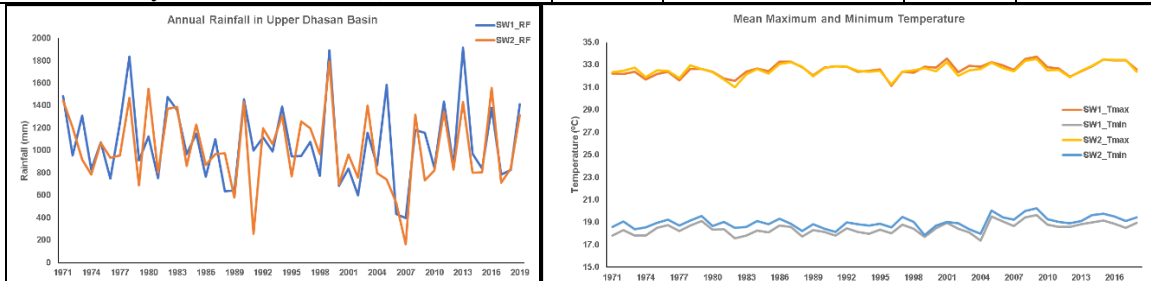 Annual Rainfall in Upper Dhasan Basin
SW1_RF
SW2_RF
Rainfall (mm)
2000
1800
1600
1400
1200
1000
800
600
400
200
0
1971 1974 1977 1980 1983 1986 1989 1992 1995 1998 2001 2004 2007 2010 2013 2016 2019
Mean Maximum and Minimum Temperature
Temperature (°C)
35.0
33.0
31.0
29.0
27.0
25.0
23.0
21.0
19.0
17.0
15.0
SW1_Tmax
SW1_Tmin
SW2_Tmax
SW2_Tmin
1971 1974 1977 1980 1983 1986 1989 1992 1995 1998 2001 2004 2007 2010 2013 2016